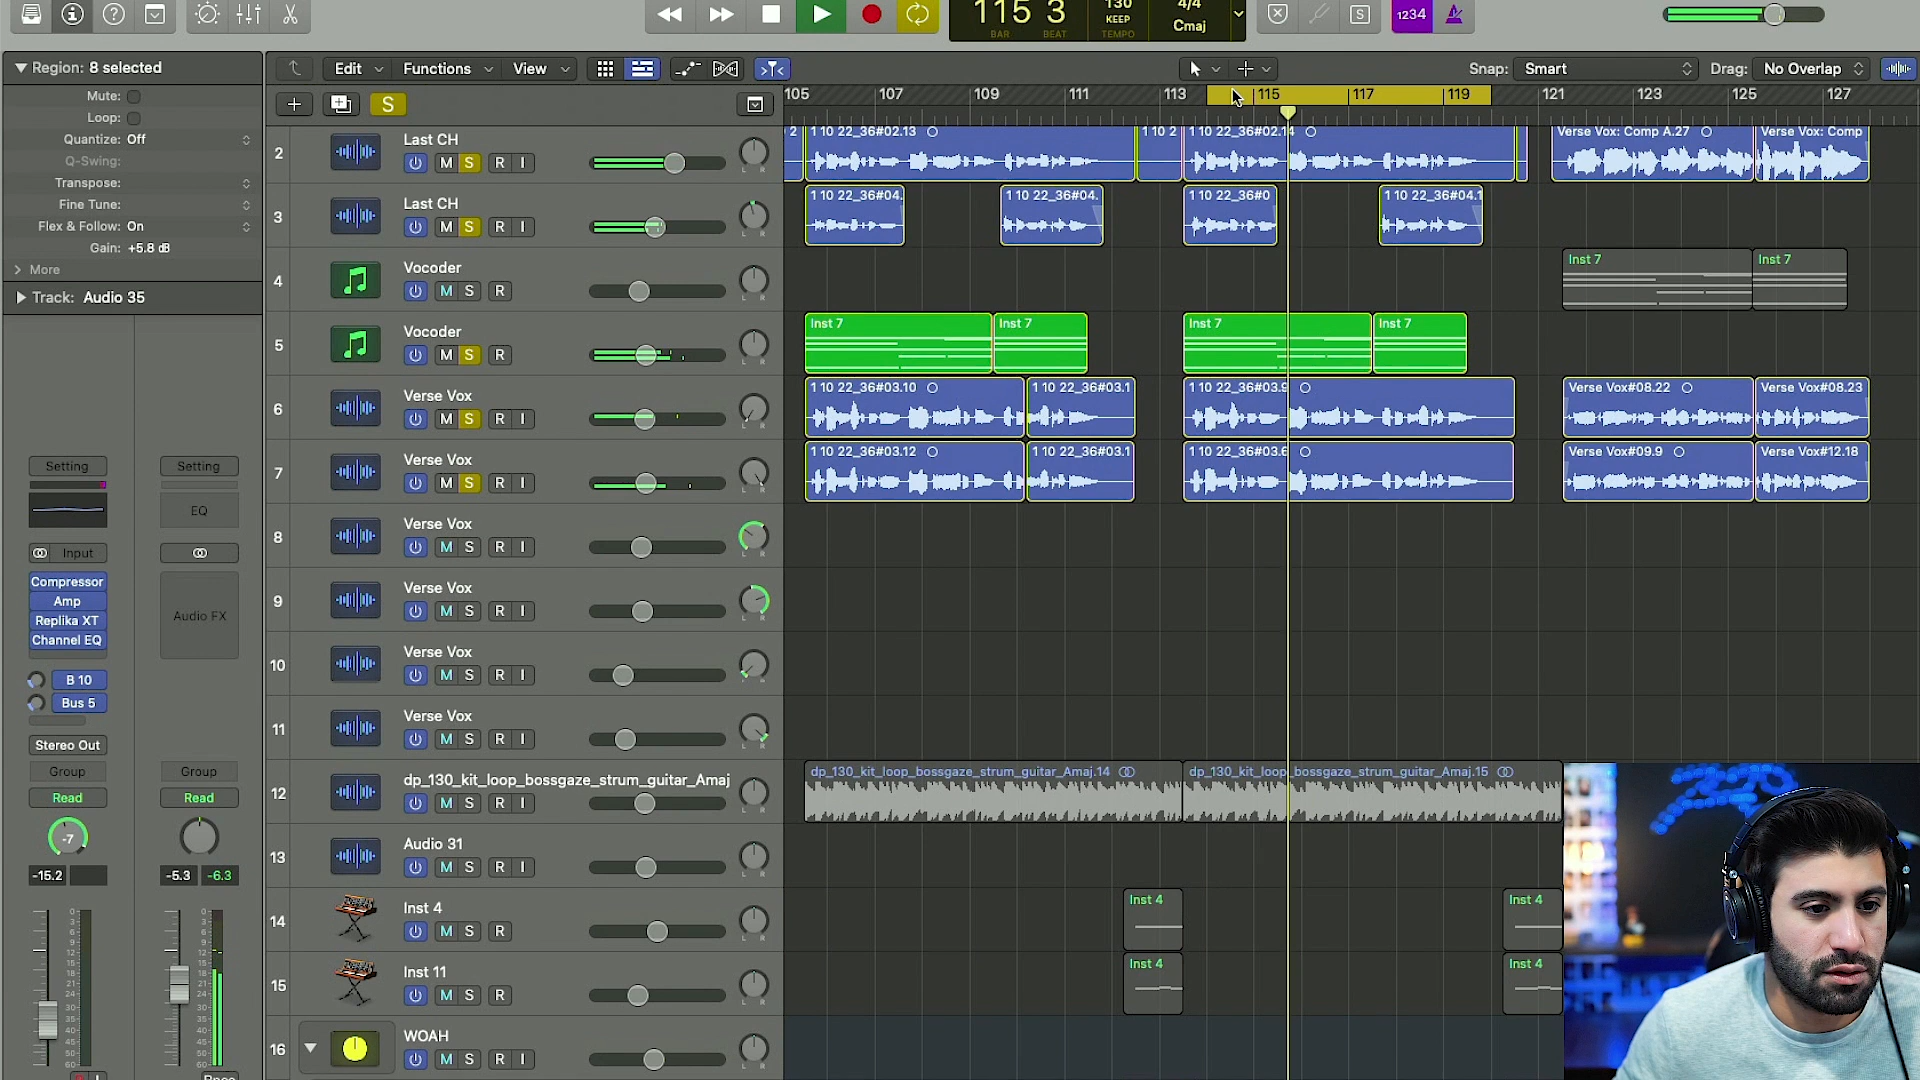 115 3
BAR BEAT
130
KEEP
TEMPO
4/4
Cmaj
S
1234
Region: 8 selected
Mute:
Loop:
Quantize: Off
Q-Swing:
Transpose:
Fine Tune:
Flex & Follow: On
Gain: +5.8 dB
More
Track: Audio 35
Edit Functions View
Snap: Smart
Drag: No Overlap
S
105 107 109 111 113 115 117 119 121 123 125 127
2 Last CH
M S R I
2 1 10 22_36#02.13 1 10 2 1 10 22_36#02.14 Verse Vox: Comp A.27 Verse Vox: Comp
3 Last CH
M S R I
1 10 22_36#04. 1 10 22_36#04. 1 10 22_36#0 1 10 22_36#04.1
4 Vocoder
M S R
Inst 7 Inst 7
5 Vocoder
M S R
Inst 7 Inst 7 Inst 7 Inst 7
6 Verse Vox
M S R I
1 10 22_36#03.10 1 10 22_36#03.1 1 10 22_36#03.9 Verse Vox#08.22 Verse Vox#08.23
7 Verse Vox
M S R I
1 10 22_36#03.12 1 10 22_36#03.1 1 10 22_36#03.6 Verse Vox#09.9 Verse Vox#12.18
8 Verse Vox
M S R I
9 Verse Vox
M S R I
10 Verse Vox
M S R I
11 Verse Vox
M S R I
12 dp_130_kit_loop_bossgaze_strum_guitar_Amaj
M S R I
dp_130_kit_loop_bossgaze_strum_guitar_Amaj.14 dp_130_kit_loop_bossgaze_strum_guitar_Amaj.15
13 Audio 31
M S R I
14 Inst 4
M S R
Inst 4 Inst 4
15 Inst 11
M S R
Inst 4 Inst 4
16 WOAH
M S R I
Setting Setting
EQ
Input
Compressor
Amp
Replika XT
Channel EQ
Audio FX
B 10
Bus 5
Stereo Out
Group Group
Read Read
-7
-15.2 -5.3 -6.3